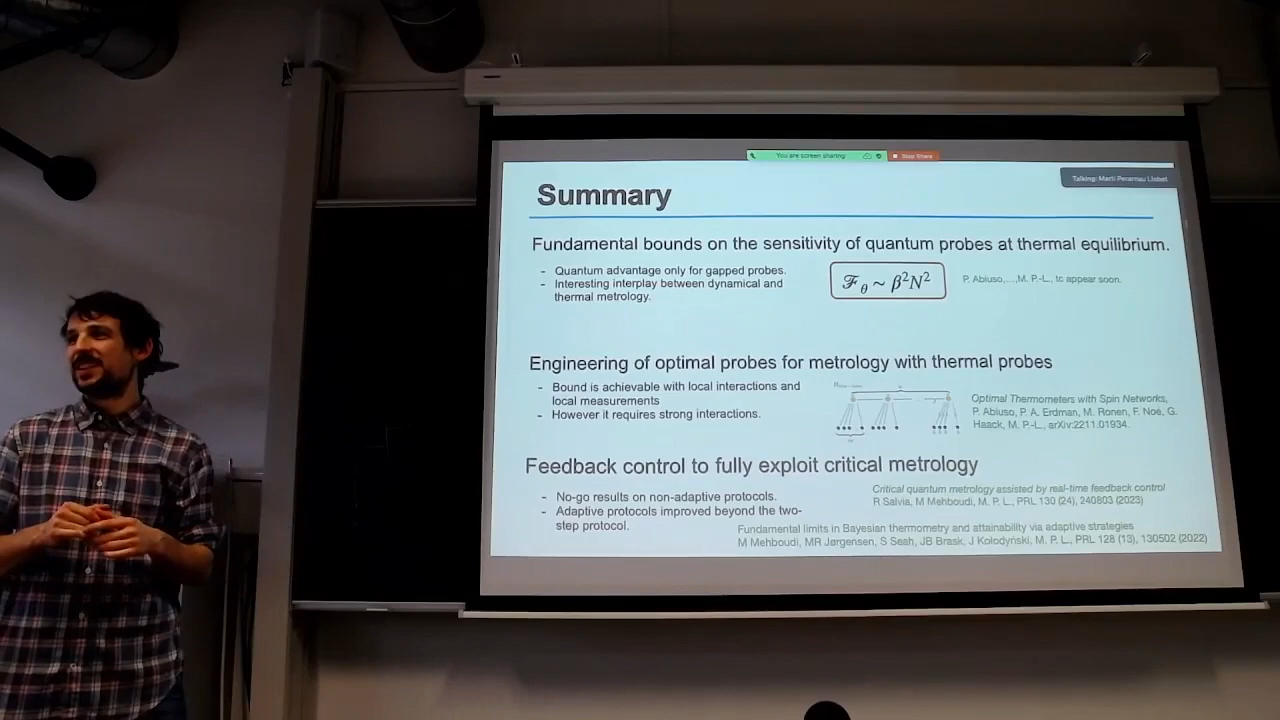 You are screen sharing
Stop Share
Talking: Marti Perarnau Llobet
Summary
Fundamental bounds on the sensitivity of quantum probes at thermal equilibrium.
- Quantum advantage only for gapped probes.
- Interesting interplay between dynamical and
thermal metrology.
ℱθ ~ β²N²
P. Abiuso,...,M. P.-L., to appear soon.
Engineering of optimal probes for metrology with thermal probes
- Bound is achievable with local interactions and
local measurements
- However it requires strong interactions.
Optimal Thermometers with Spin Networks,
P. Abiuso, P. A. Erdman, M. Ronen, F. Noé, G.
Haack, M. P.-L., arXiv:2211.01934.
Feedback control to fully exploit critical metrology
- No-go results on non-adaptive protocols.
- Adaptive protocols improved beyond the two-
step protocol.
Critical quantum metrology assisted by real-time feedback control
R Salvia, M Mehboudi, M. P. L., PRL 130 (24), 240803 (2023)
Fundamental limits in Bayesian thermometry and attainability via adaptive strategies
M Mehboudi, MR Jørgensen, S Seah, JB Brask, J Kołodyński, M. P. L., PRL 128 (13), 130502 (2022)